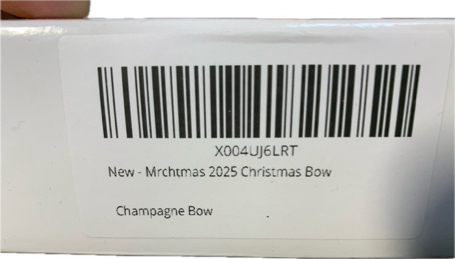 X004UJ6LRT
New - Mrchtmas 2025 Christmas Bow
Champagne Bow